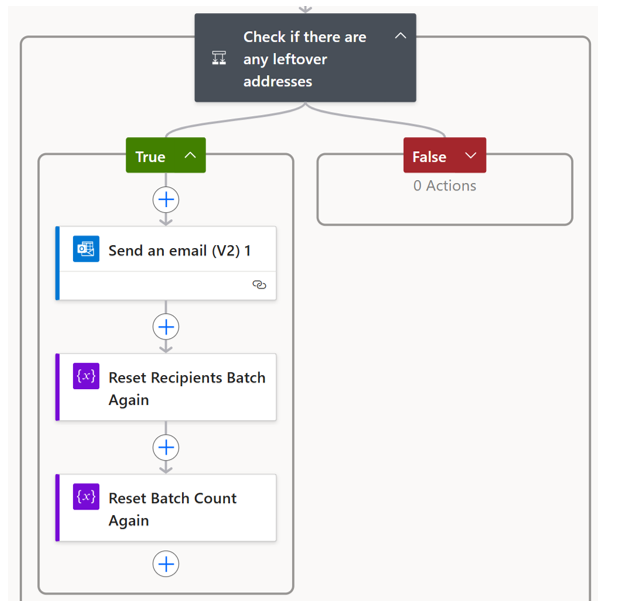 Check if there are
any leftover
addresses
True
False
0 Actions
Send an email (V2) 1
{x} Reset Recipients Batch
Again
{x} Reset Batch Count
Again